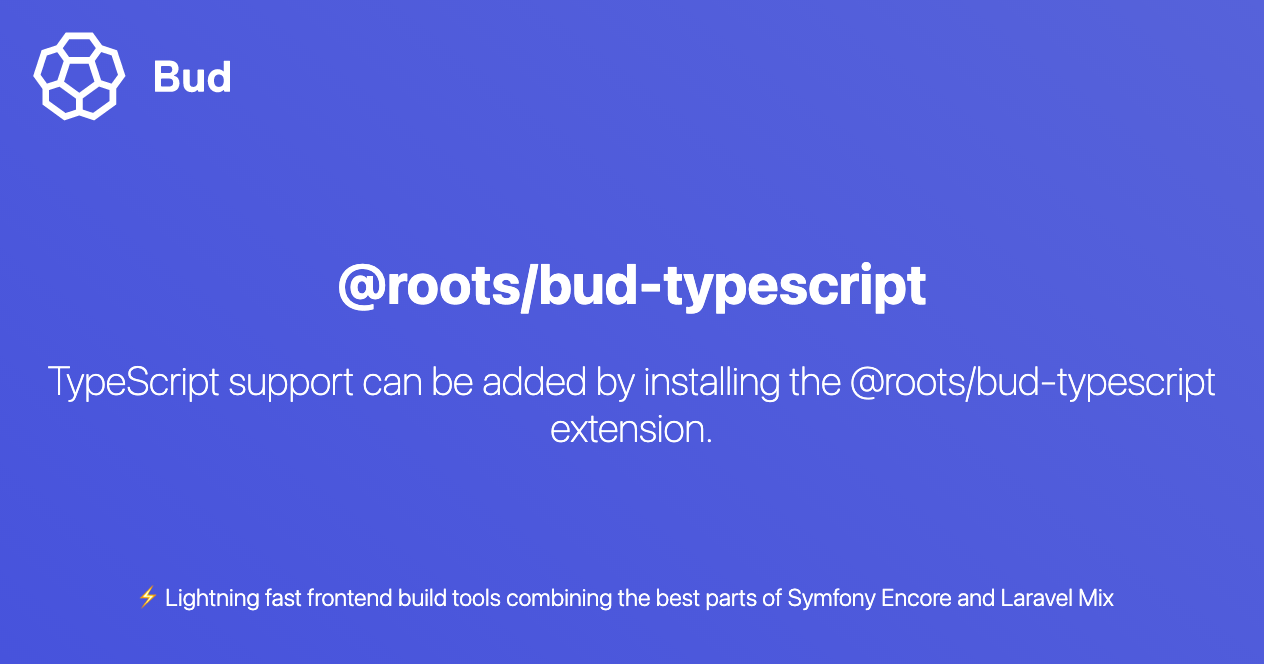 Bud
@roots/bud-typescript
TypeScript support can be added by installing the @roots/bud-typescript
extension.
⚡ Lightning fast frontend build tools combining the best parts of Symfony Encore and Laravel Mix